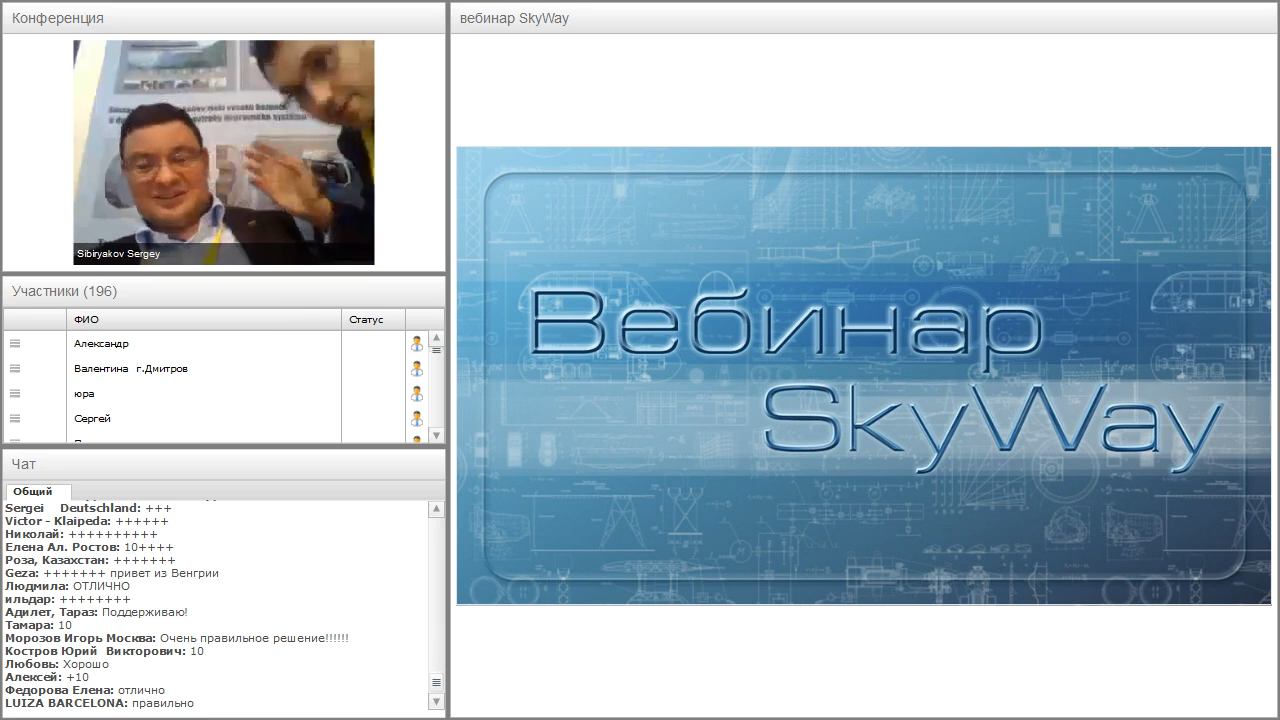 Конференция
Sibiryakov Sergey
Участники (196)
ФИО
Статус
Александр
Валентина г.Дмитров
юра
Сергей
Чат
Общий
Sergei Deutschland: +++
Victor - Klaipeda: ++++++
Николай: ++++++++++
Елена Ал. Ростов: 10++++
Роза, Казахстан: +++++++
Geza: +++++++ привет из Венгрии
Людмила: ОТЛИЧНО
ильдар: ++++++++
Адилет, Тараз: Поддерживаю!
Тамара: 10
Морозов Игорь Москва: Очень правильное решение!!!!!!
Костров Юрий Викторович: 10
Любовь: Хорошо
Алексей: +10
Федорова Елена: отлично
LUIZA BARCELONA: правильно
вебинар SkyWay
Вебинар
SkyWay